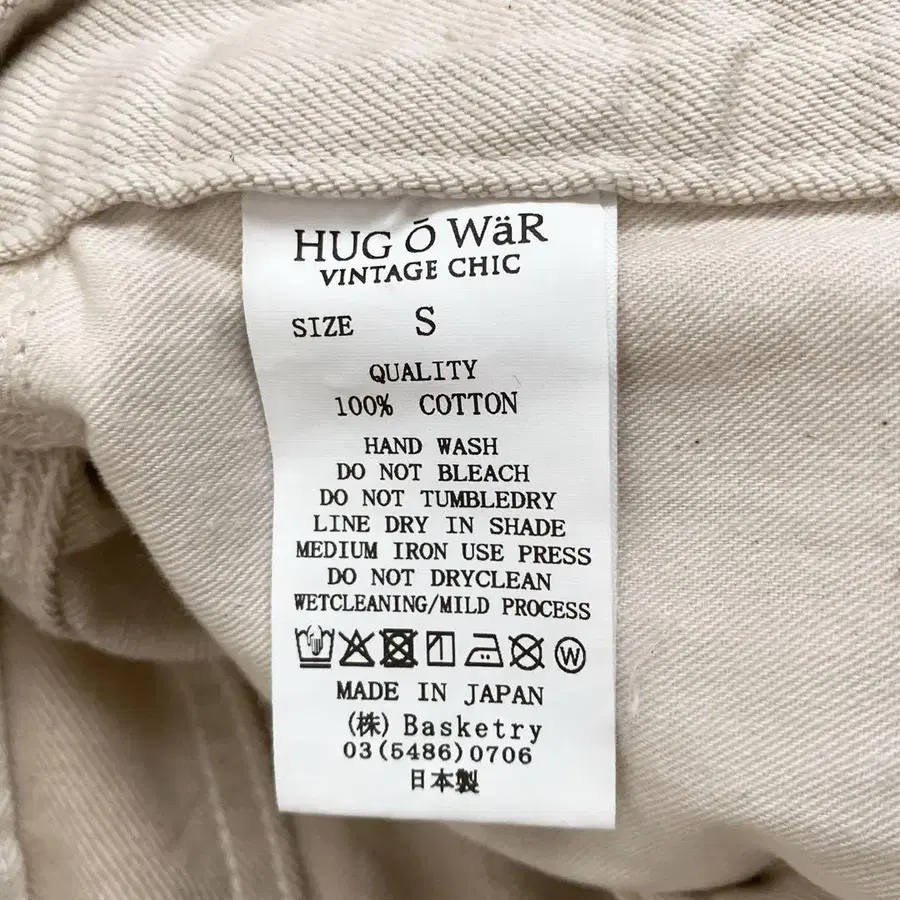 HUG Ō WäR
VINTAGE CHIC
SIZE S
QUALITY
100% COTTON
HAND WASH
DO NOT BLEACH
DO NOT TUMBLEDRY
LINE DRY IN SHADE
MEDIUM IRON USE PRESS
DO NOT DRYCLEAN
WETCLEANING/MILD PROCESS
W
MADE IN JAPAN
(株) Basketry
03(5486)0706
日本製